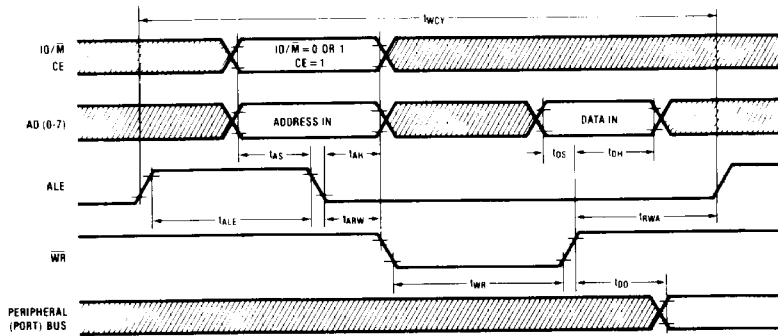 tWCY
IO/M̅
CE
IO/M̅ = 0 OR 1
CE = 1
AD (0-7)
ADDRESS IN
DATA IN
tAS
tAH
tDS
tDH
ALE
tALE
tARW
tRWA
W̅R̅
tWR
tDO
PERIPHERAL
(PORT) BUS